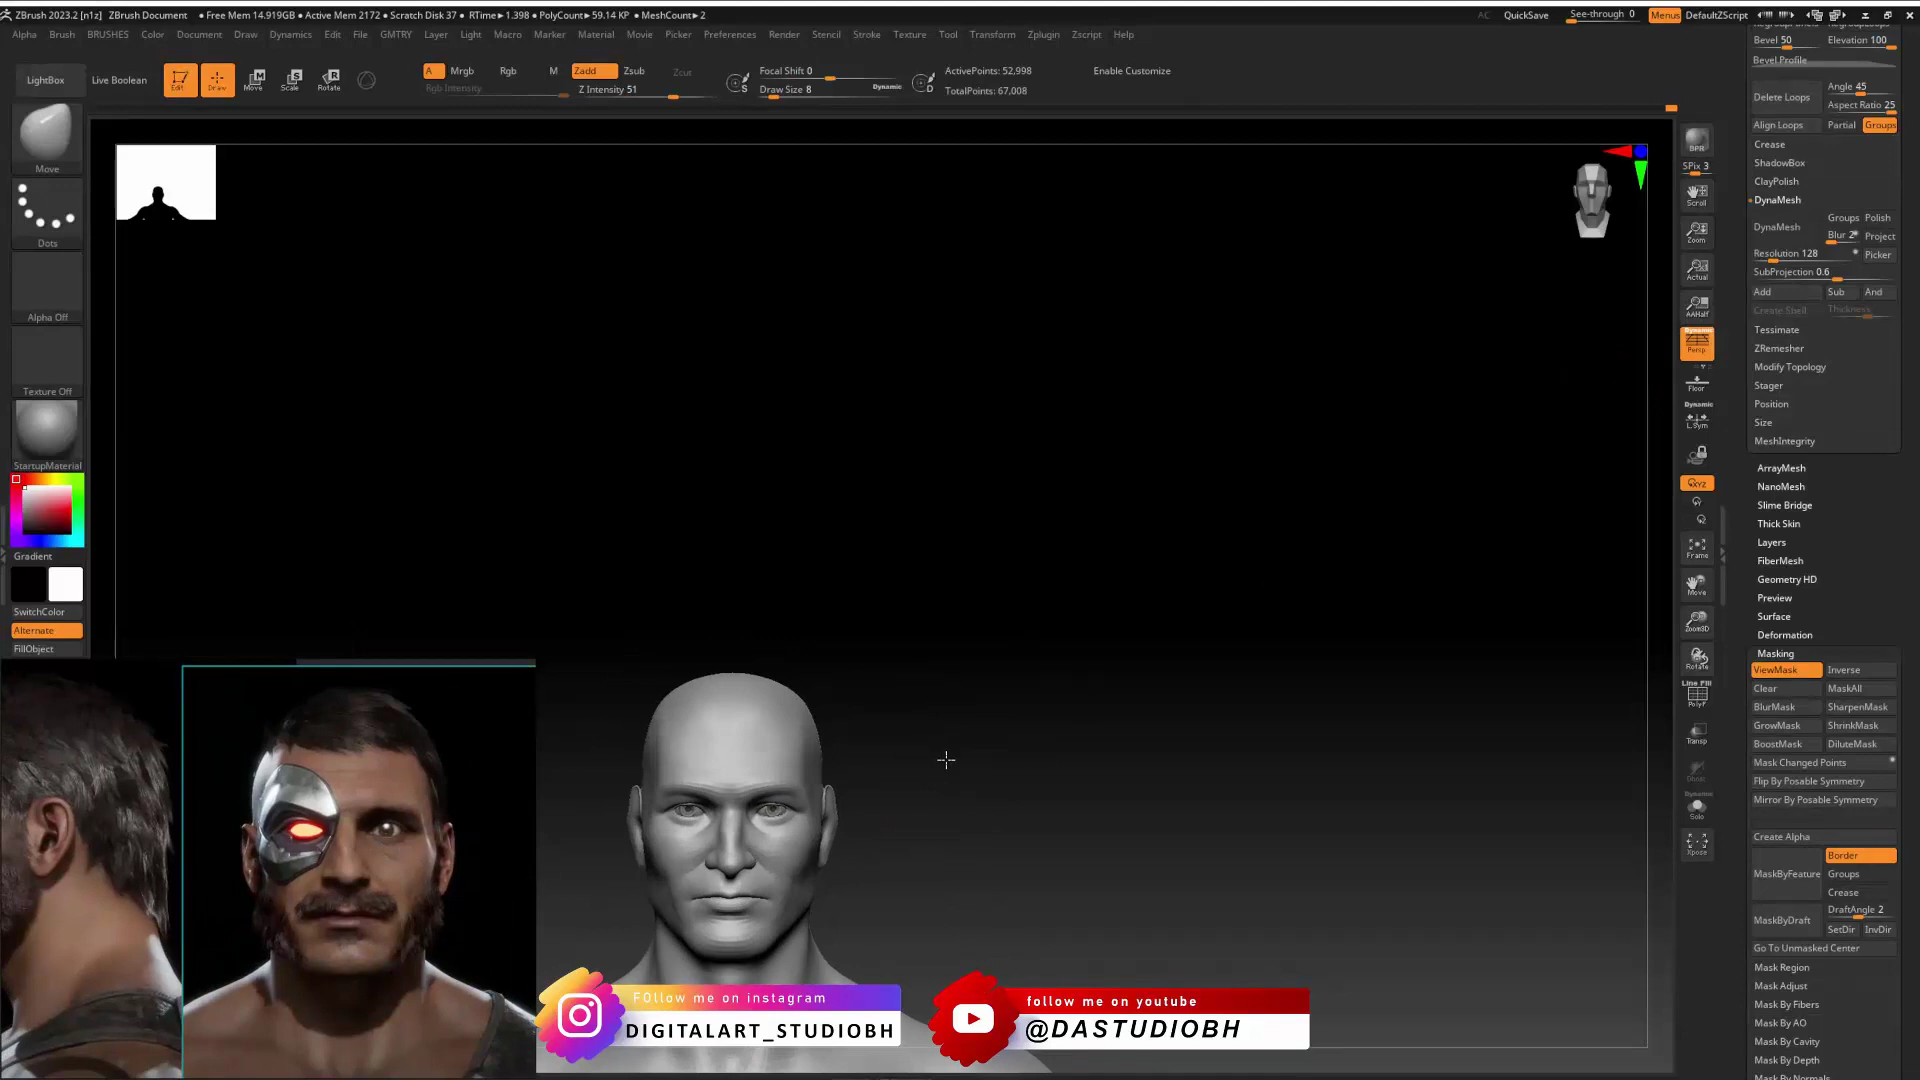 ZBrush 2023.2 [n1z] ZBrush Document ● Free Mem 14.919GB ● Active Mem 2172 ● Scratch Disk 37 ● RTime►1.398 ● PolyCount►59.14 KP ● MeshCount►2
AC QuickSave See-through 0 Menus DefaultZScript
Alpha Brush BRUSHES Color Document Draw Dynamics Edit File GMTRY Layer Light Macro Marker Material Movie Picker Preferences Render Stencil Stroke Texture Tool Transform Zplugin Zscript Help
LightBox Live Boolean Edit Draw Move Scale Rotate
A Mrgb Rgb M Zadd Zsub Zcut
Rgb Intensity Z Intensity 51
Focal Shift 0
Draw Size 8 Dynamic
S D
ActivePoints: 52,998
TotalPoints: 67,008
Enable Customize
Move
Dots
Alpha Off
Texture Off
StartupMaterial
Gradient
SwitchColor
Alternate
FillObject
BPR
SPix 3
Scroll
Zoom
Actual
AAHalf
Dynamic
Persp
Floor
Dynamic
L.Sym
XYZ
Frame
Move
Zoom3D
Rotate
Line Fill
PolyF
Transp
Dynamic
Solo
Xpose
Bevel 50 Elevation 100
Bevel Profile
Delete Loops Angle 45
Aspect Ratio 25
Align Loops Partial Groups
Crease
ShadowBox
ClayPolish
DynaMesh
DynaMesh Groups Polish
Blur 2 Project
Resolution 128 Picker
SubProjection 0.6
Add Sub And
Create Shell Thickness
Tessimate
ZRemesher
Modify Topology
Stager
Position
Size
MeshIntegrity
ArrayMesh
NanoMesh
Slime Bridge
Thick Skin
Layers
FiberMesh
Geometry HD
Preview
Surface
Deformation
Masking
ViewMask Inverse
Clear MaskAll
BlurMask SharpenMask
GrowMask ShrinkMask
BoostMask DiluteMask
Mask Changed Points
Flip By Posable Symmetry
Mirror By Posable Symmetry
Create Alpha
MaskByFeature Border
Groups
Crease
MaskByDraft DraftAngle 2
SetDir InvDir
Go To Unmasked Center
Mask Region
Mask Adjust
Mask By Fibers
Mask By AO
Mask By Cavity
Mask By Depth
Mask By Normals
FOllow me on instagram
DIGITALART_STUDIOBH
follow me on youtube
@DASTUDIOBH